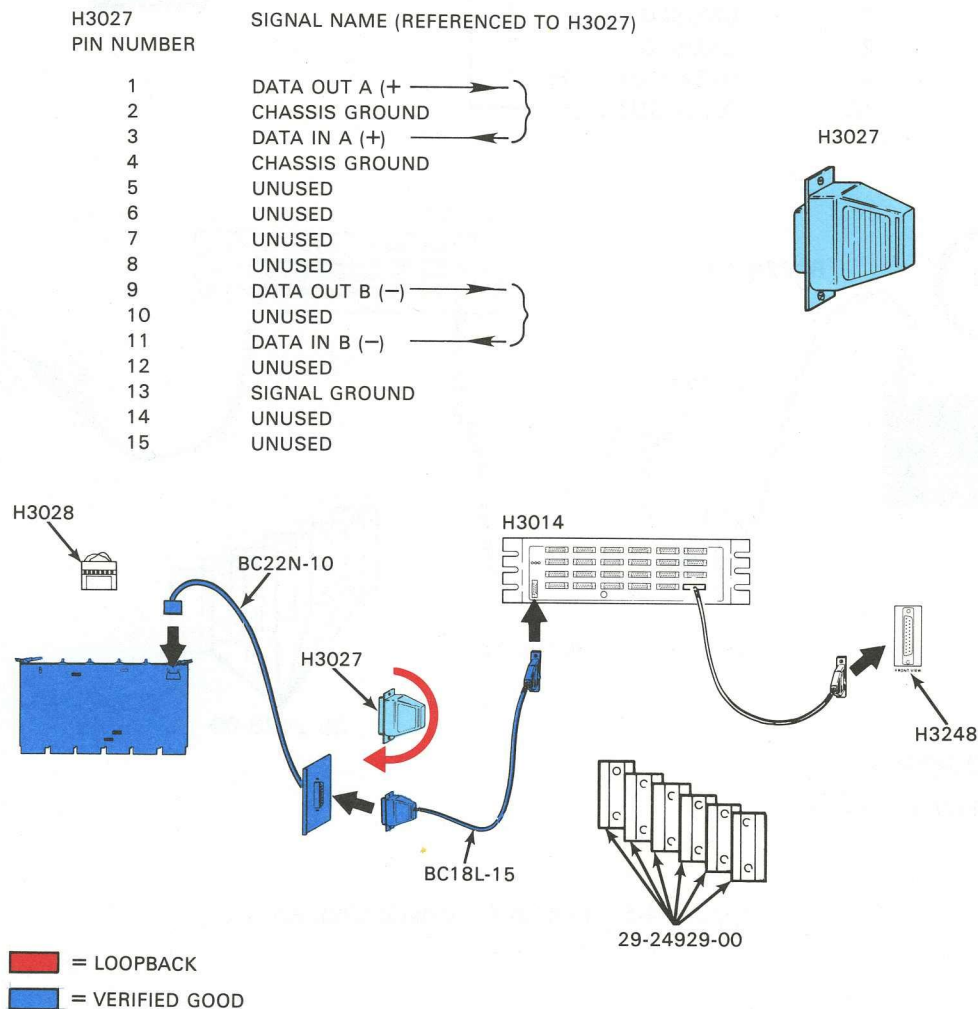 H3027 SIGNAL NAME (REFERENCED TO H3027)
PIN NUMBER
1 DATA OUT A (+
2 CHASSIS GROUND
3 DATA IN A (+)
4 CHASSIS GROUND
5 UNUSED
6 UNUSED
7 UNUSED
8 UNUSED
9 DATA OUT B (−)
10 UNUSED
11 DATA IN B (−)
12 UNUSED
13 SIGNAL GROUND
14 UNUSED
15 UNUSED
H3027
H3028
BC22N-10
H3027
H3014
FRONT VIEW
H3248
BC18L-15
29-24929-00
= LOOPBACK
= VERIFIED GOOD